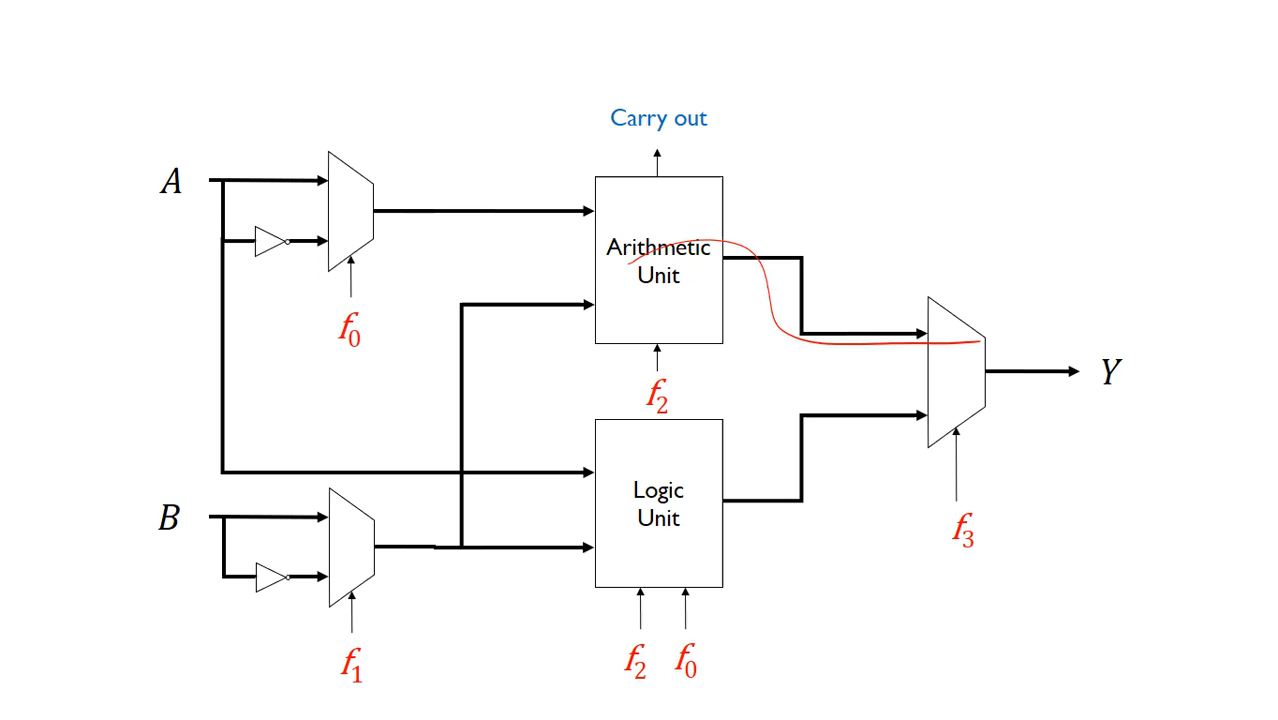 Carry out
A
Arithmetic
Unit
f₀
Y
f₂
Logic
Unit
B
f₃
f₁
f₂ f₀